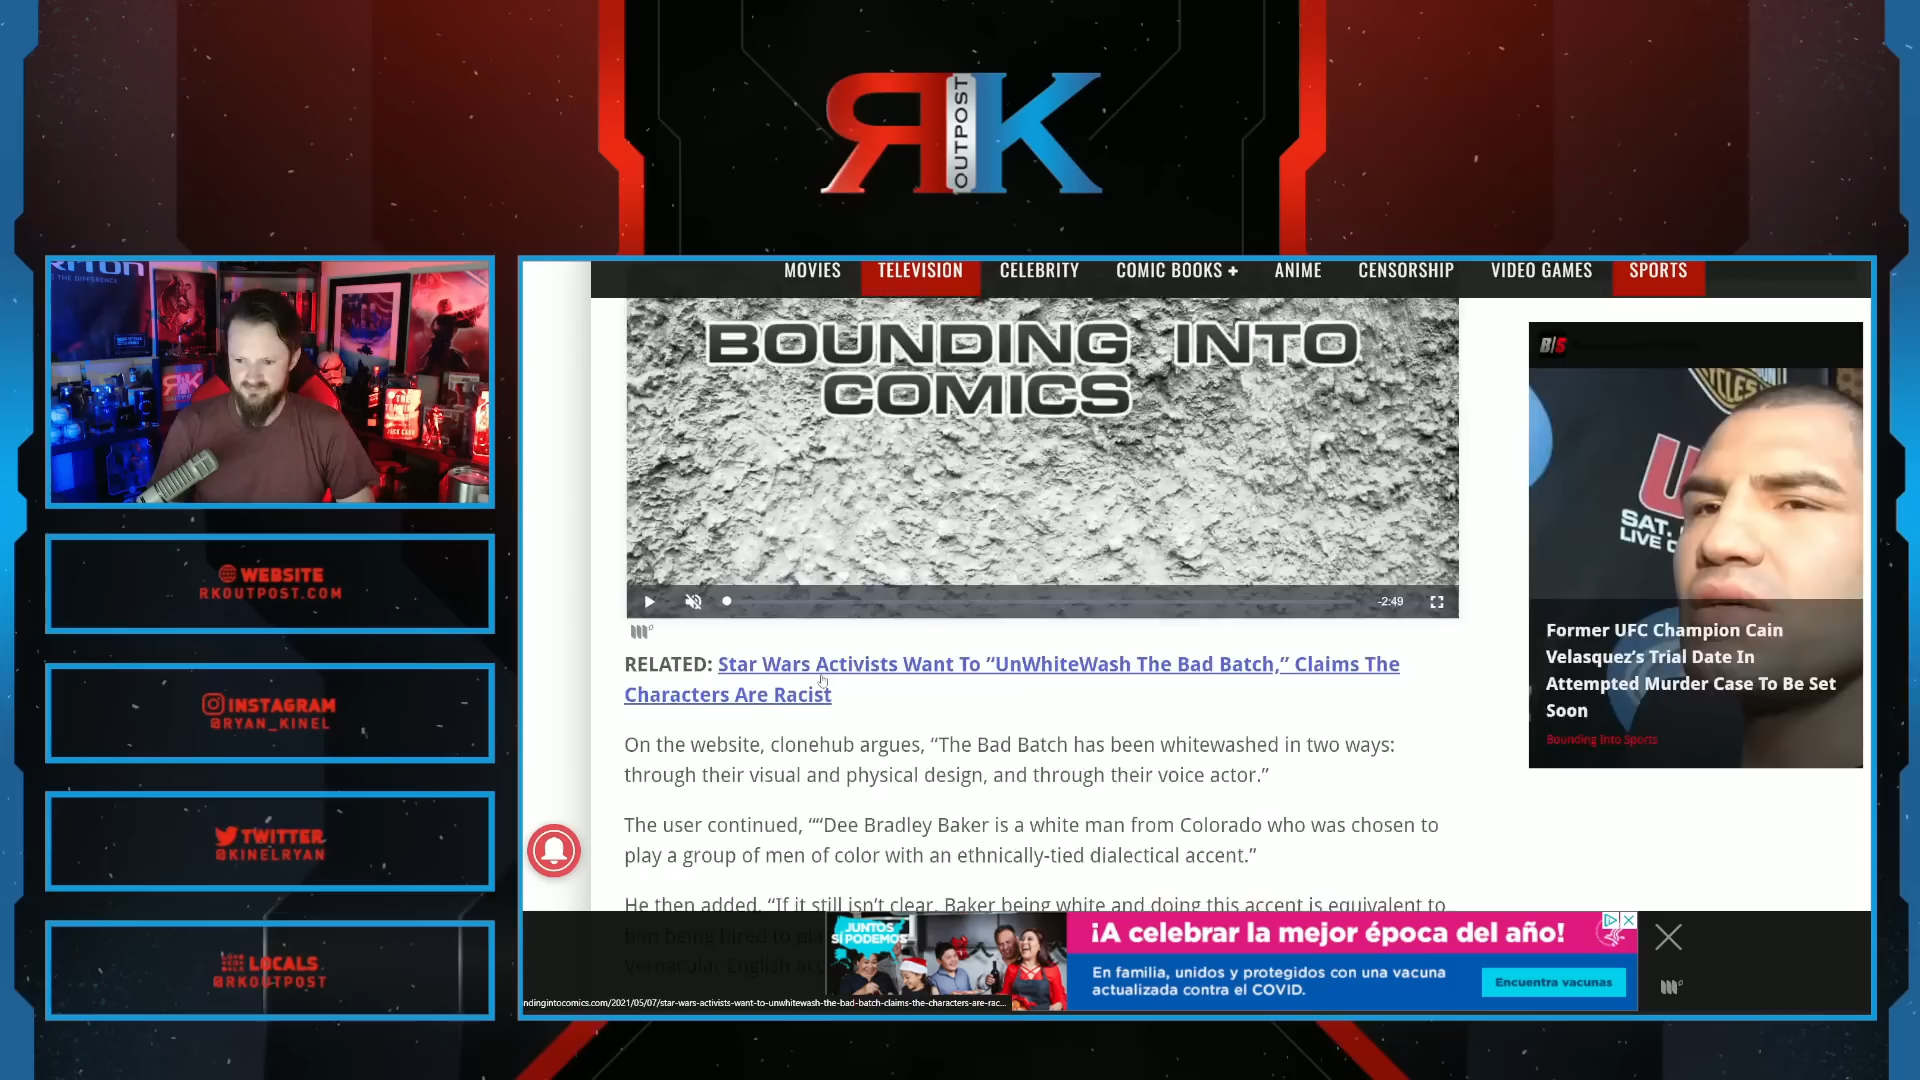 RK
OUTPOST
MOVIES
TELEVISION
CELEBRITY
COMIC BOOKS +
ANIME
CENSORSHIP
VIDEO GAMES
SPORTS
BOUNDING INTO
COMICS
-2:49
RELATED: Star Wars Activists Want To “UnWhiteWash The Bad Batch,” Claims The
Characters Are Racist
On the website, clonehub argues, “The Bad Batch has been whitewashed in two ways:
through their visual and physical design, and through their voice actor.”
The user continued, ““Dee Bradley Baker is a white man from Colorado who was chosen to
play a group of men of color with an ethnically-tied dialectical accent.”
He then added, “If it still isn’t clear, Baker being white and doing this accent is equivalent to
JUNTOS
SÍ PODEMOS
¡A celebrar la mejor época del año!
En familia, unidos y protegidos con una vacuna
actualizada contra el COVID.
Encuentra vacunas
ndingintocomics.com/2021/05/07/star-wars-activists-want-to-unwhitewash-the-bad-batch-claims-the-characters-are-rac...
B/S
SAT.
LIVE
Former UFC Champion Cain
Velasquez’s Trial Date In
Attempted Murder Case To Be Set
Soon
Bounding Into Sports
WEBSITE
RKOUTPOST.COM
INSTAGRAM
@RYAN_KINEL
TWITTER
@KINELRYAN
LOCALS
@RKOUTPOST